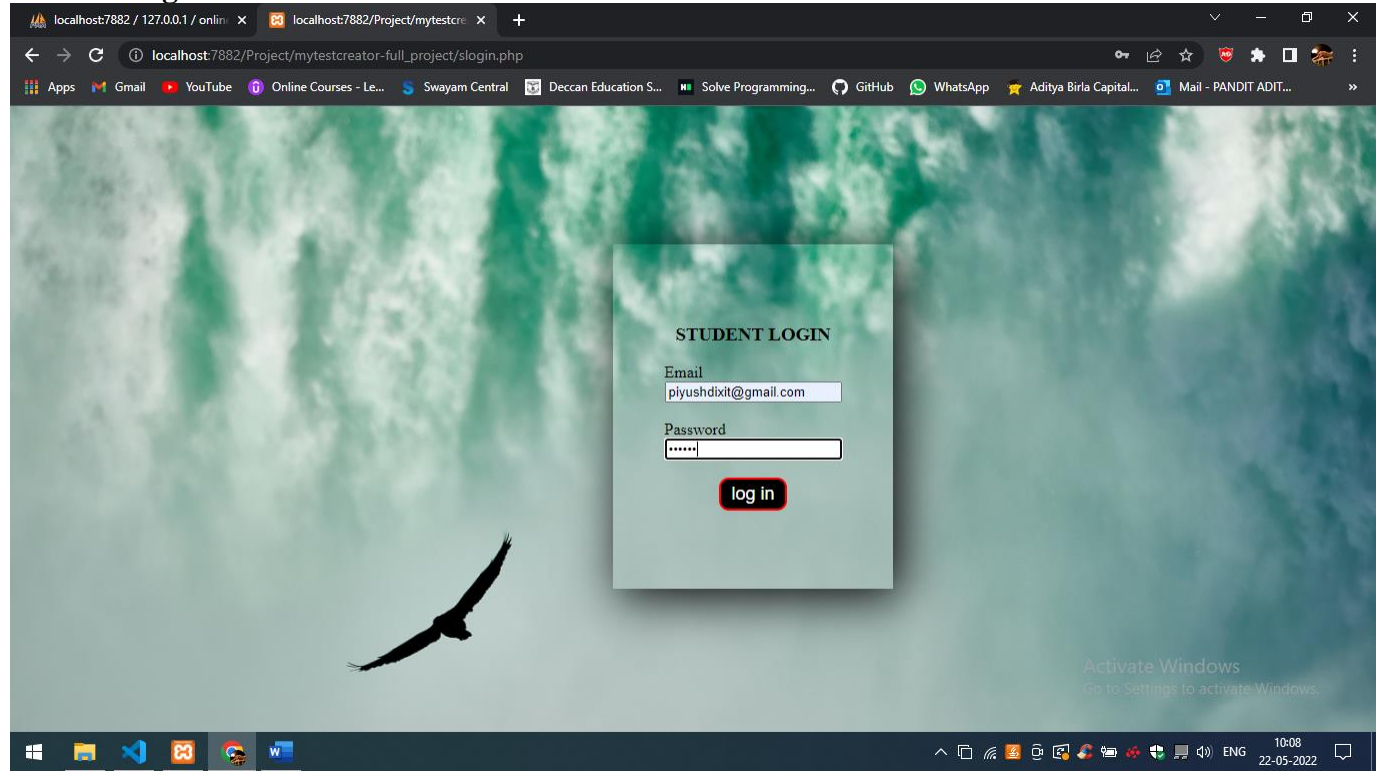 localhost:7882 / 127.0.0.1 / onlin
localhost:7882/Project/mytestcre
localhost:7882/Project/mytestcreator-full_project/slogin.php
Apps Gmail YouTube Online Courses - Le... Swayam Central Deccan Education S... Solve Programming... GitHub WhatsApp Aditya Birla Capital... Mail - PANDIT ADIT... »
STUDENT LOGIN
Email
piyushdixit@gmail.com
Password
••••••
log in
Activate Windows
Go to Settings to activate Windows.
ENG
10:08
22-05-2022